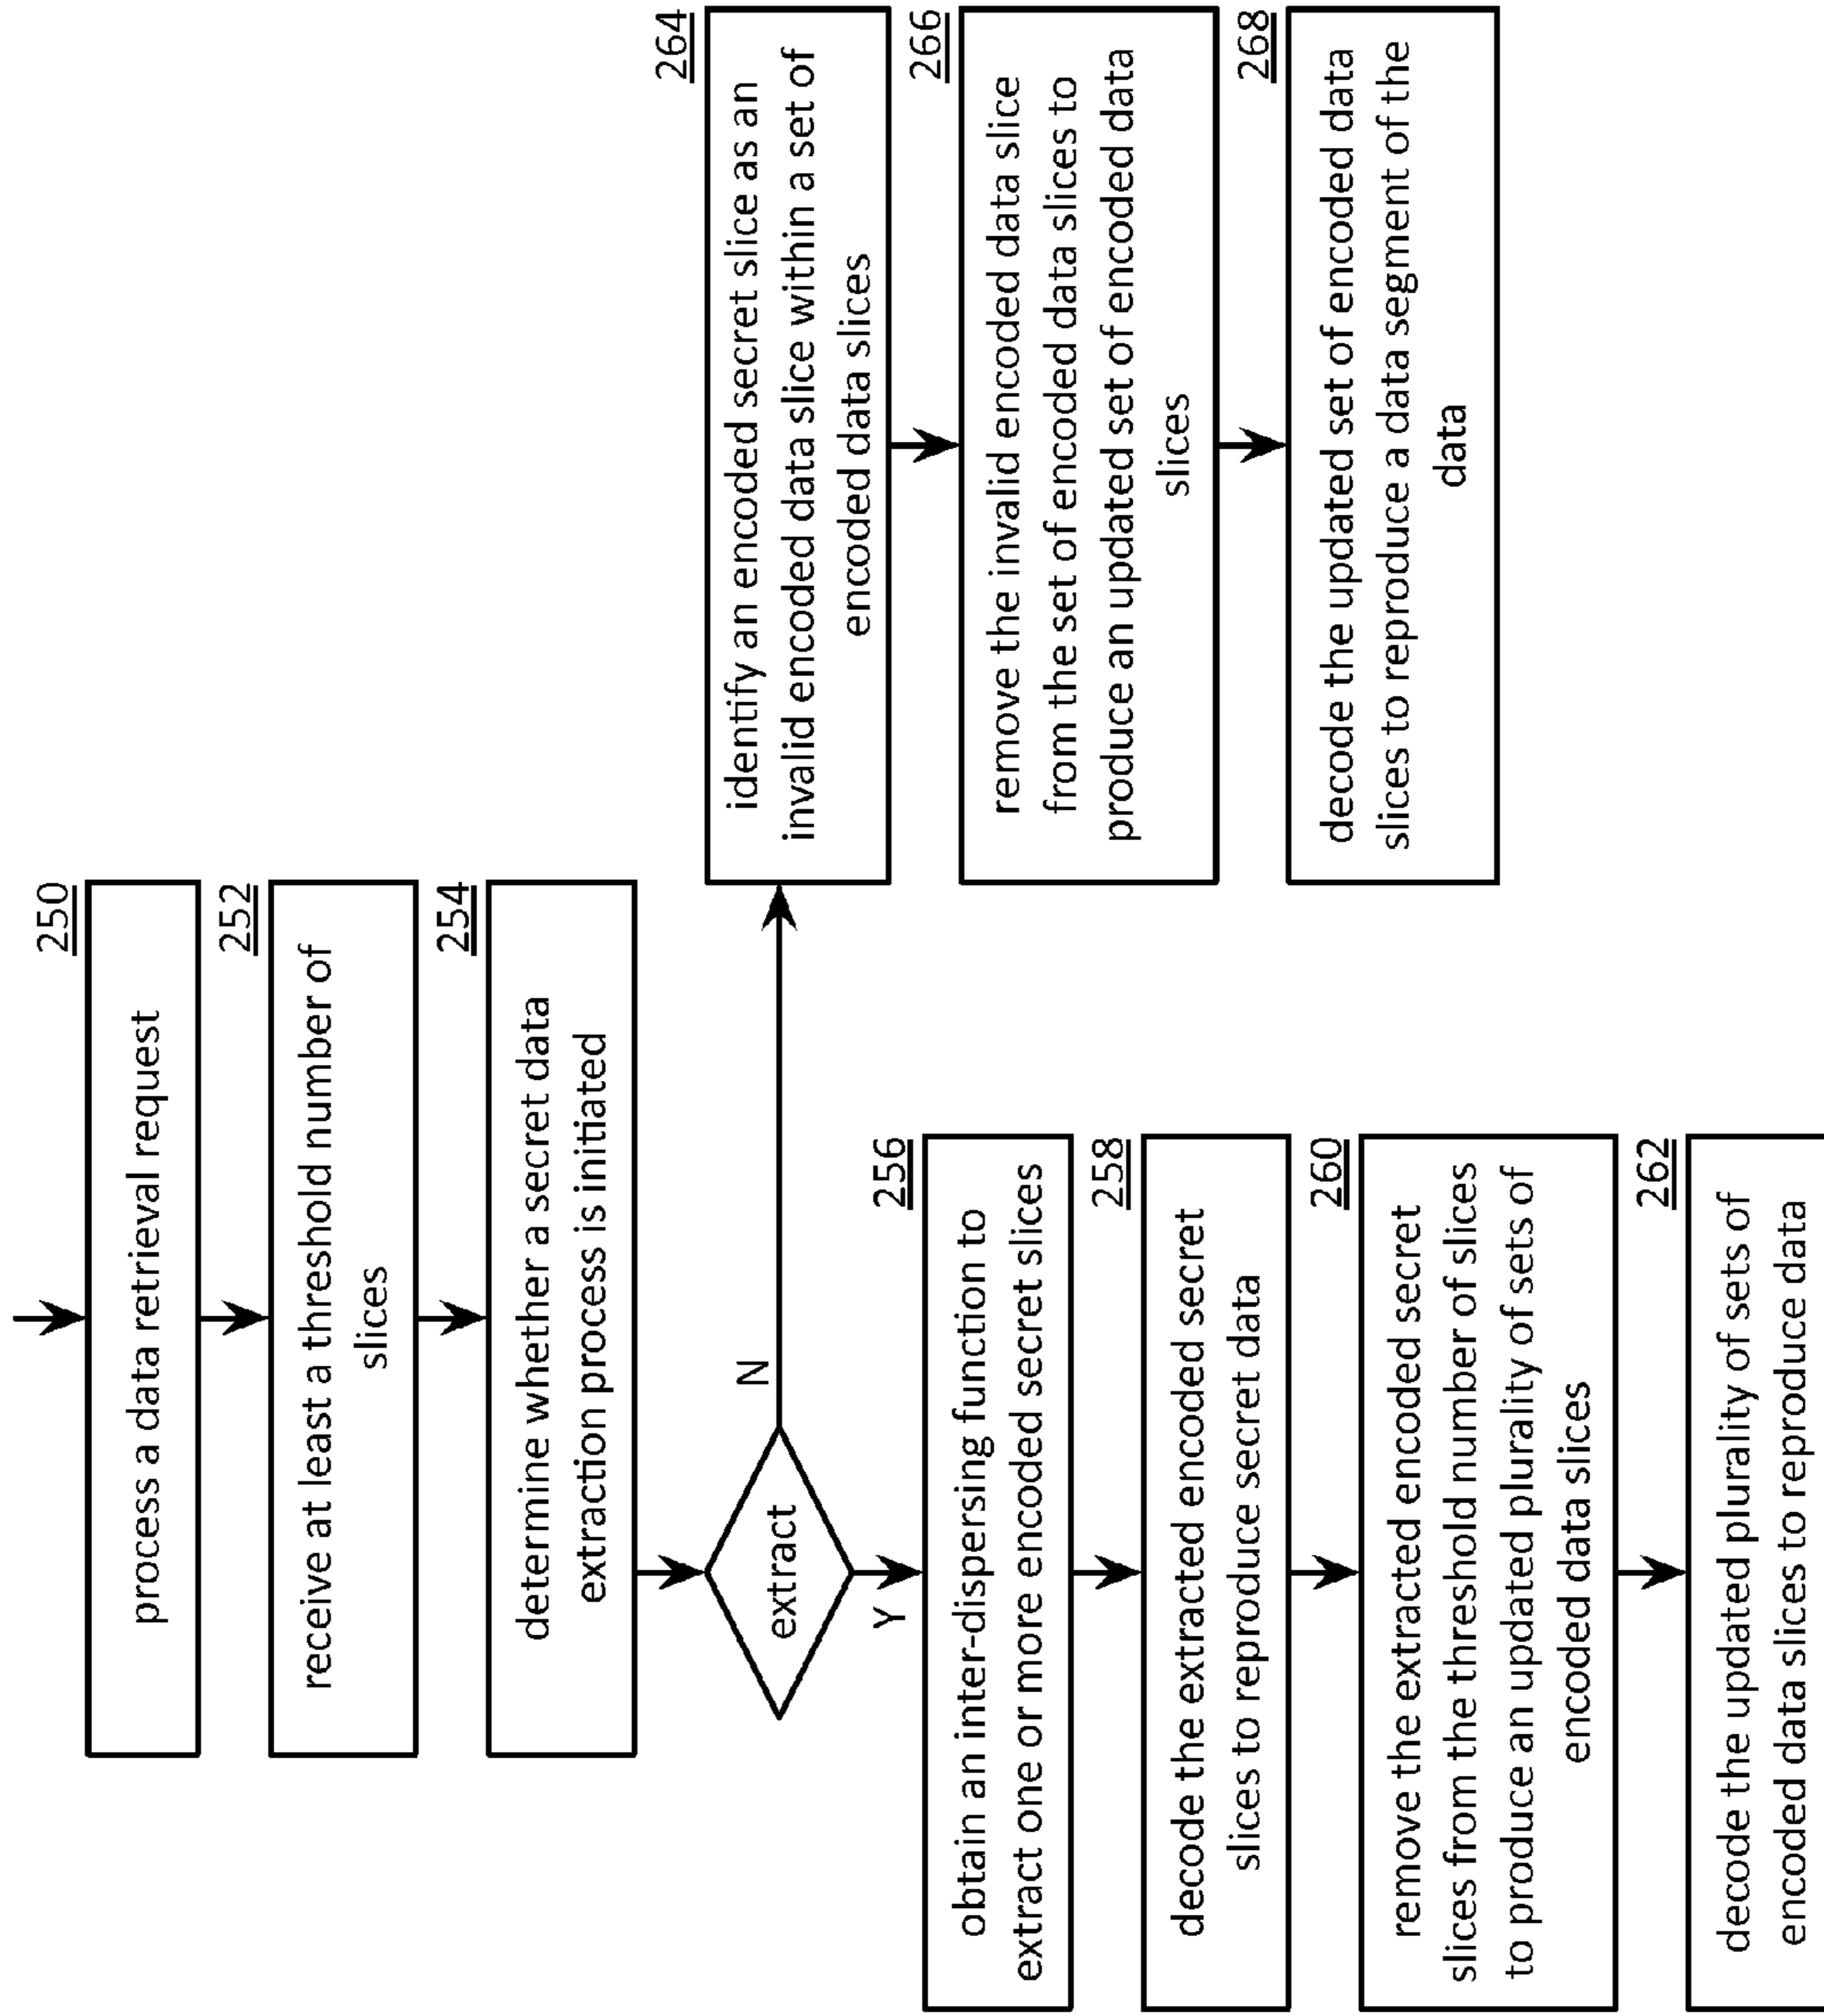 250
process a data retrieval request
252
receive at least a threshold number of
slices
254
determine whether a secret data
extraction process is initiated
extract
N
Y
256
obtain an inter-dispersing function to
extract one or more encoded secret slices
258
decode the extracted encoded secret
slices to reproduce secret data
260
remove the extracted encoded secret
slices from the threshold number of slices
to produce an updated plurality of sets of
encoded data slices
262
decode the updated plurality of sets of
encoded data slices to reproduce data
264
identify an encoded secret slice as an
invalid encoded data slice within a set of
encoded data slices
266
remove the invalid encoded data slice
from the set of encoded data slices to
produce an updated set of encoded data
slices
268
decode the updated set of encoded data
slices to reproduce a data segment of the
data